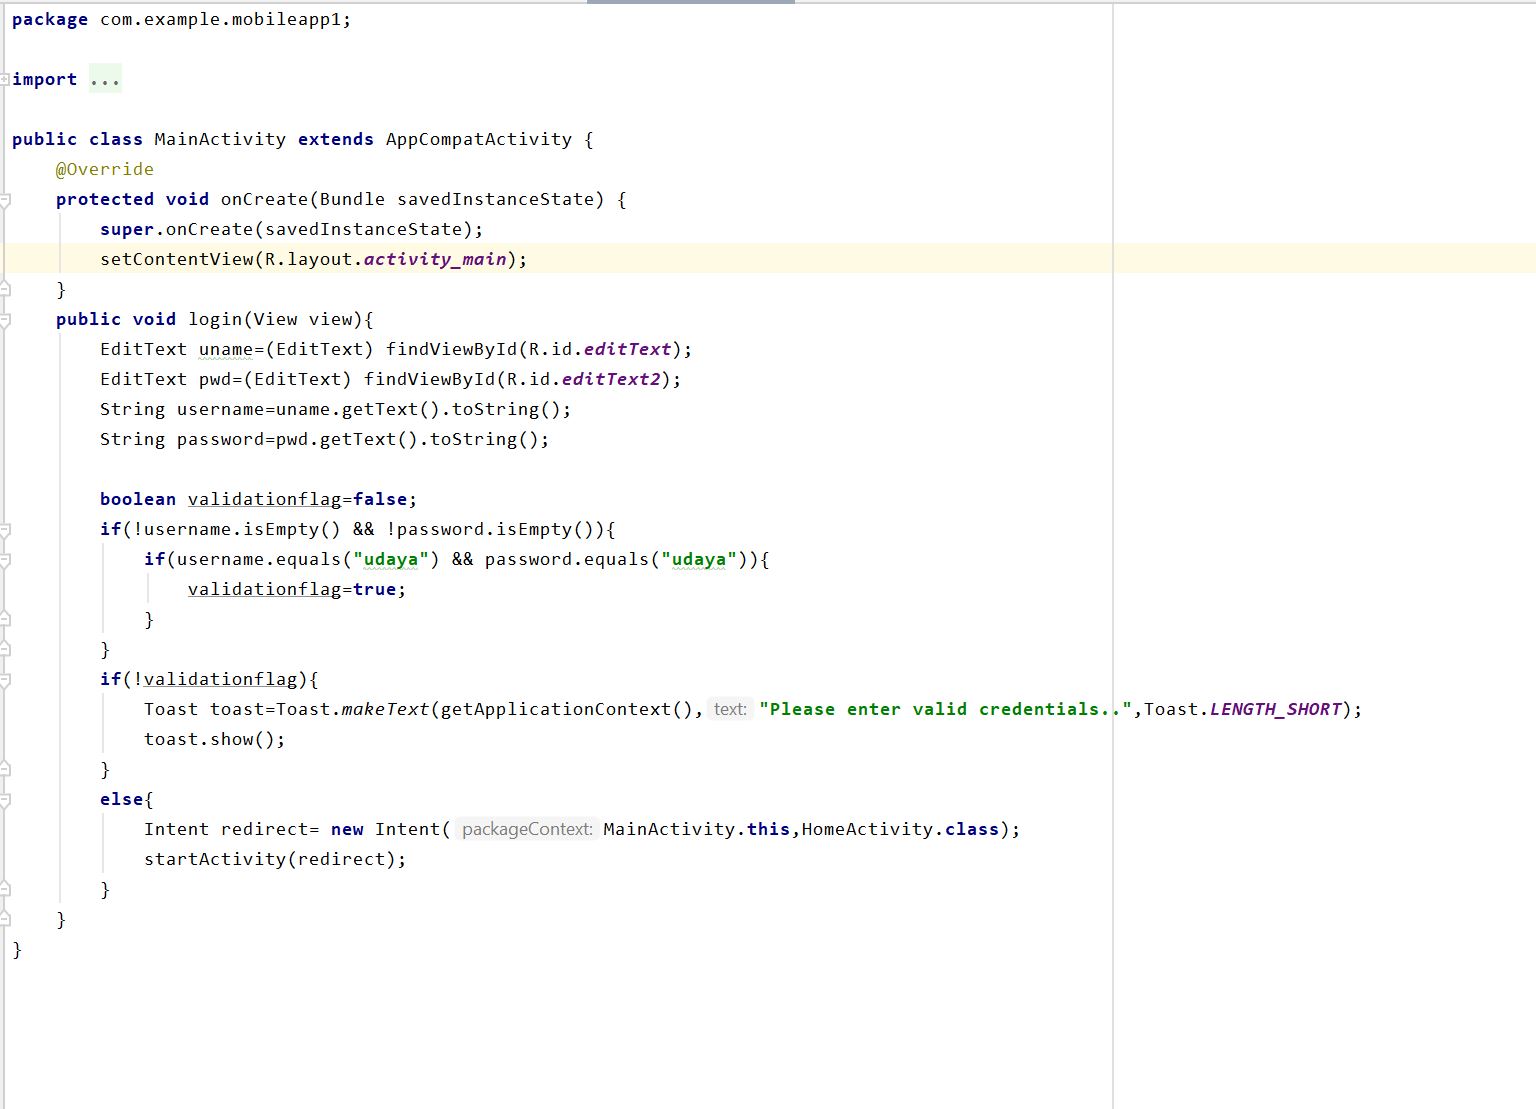 package com.example.mobileapp1;
import ...
public class MainActivity extends AppCompatActivity {
@Override
protected void onCreate(Bundle savedInstanceState) {
super.onCreate(savedInstanceState);
setContentView(R.layout.activity_main);
}
public void login(View view){
EditText uname=(EditText) findViewById(R.id.editText);
EditText pwd=(EditText) findViewById(R.id.editText2);
String username=uname.getText().toString();
String password=pwd.getText().toString();
boolean validationflag=false;
if(!username.isEmpty() && !password.isEmpty()){
if(username.equals("udaya") && password.equals("udaya")){
validationflag=true;
}
}
if(!validationflag){
Toast toast=Toast.makeText(getApplicationContext(), text: "Please enter valid credentials..",Toast.LENGTH_SHORT);
toast.show();
}
else{
Intent redirect= new Intent( packageContext: MainActivity.this,HomeActivity.class);
startActivity(redirect);
}
}
}